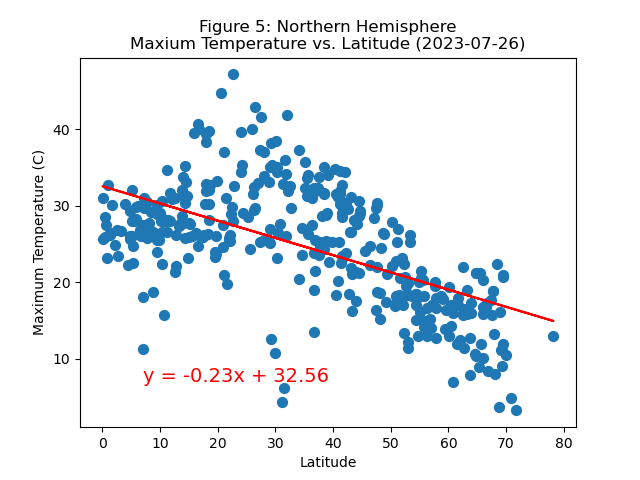 Figure 5: Northern Hemisphere
Maxium Temperature vs. Latitude (2023-07-26)
Maximum Temperature (C)
40
30
20
10
y = -0.23x + 32.56
0 10 20 30 40 50 60 70 80
Latitude